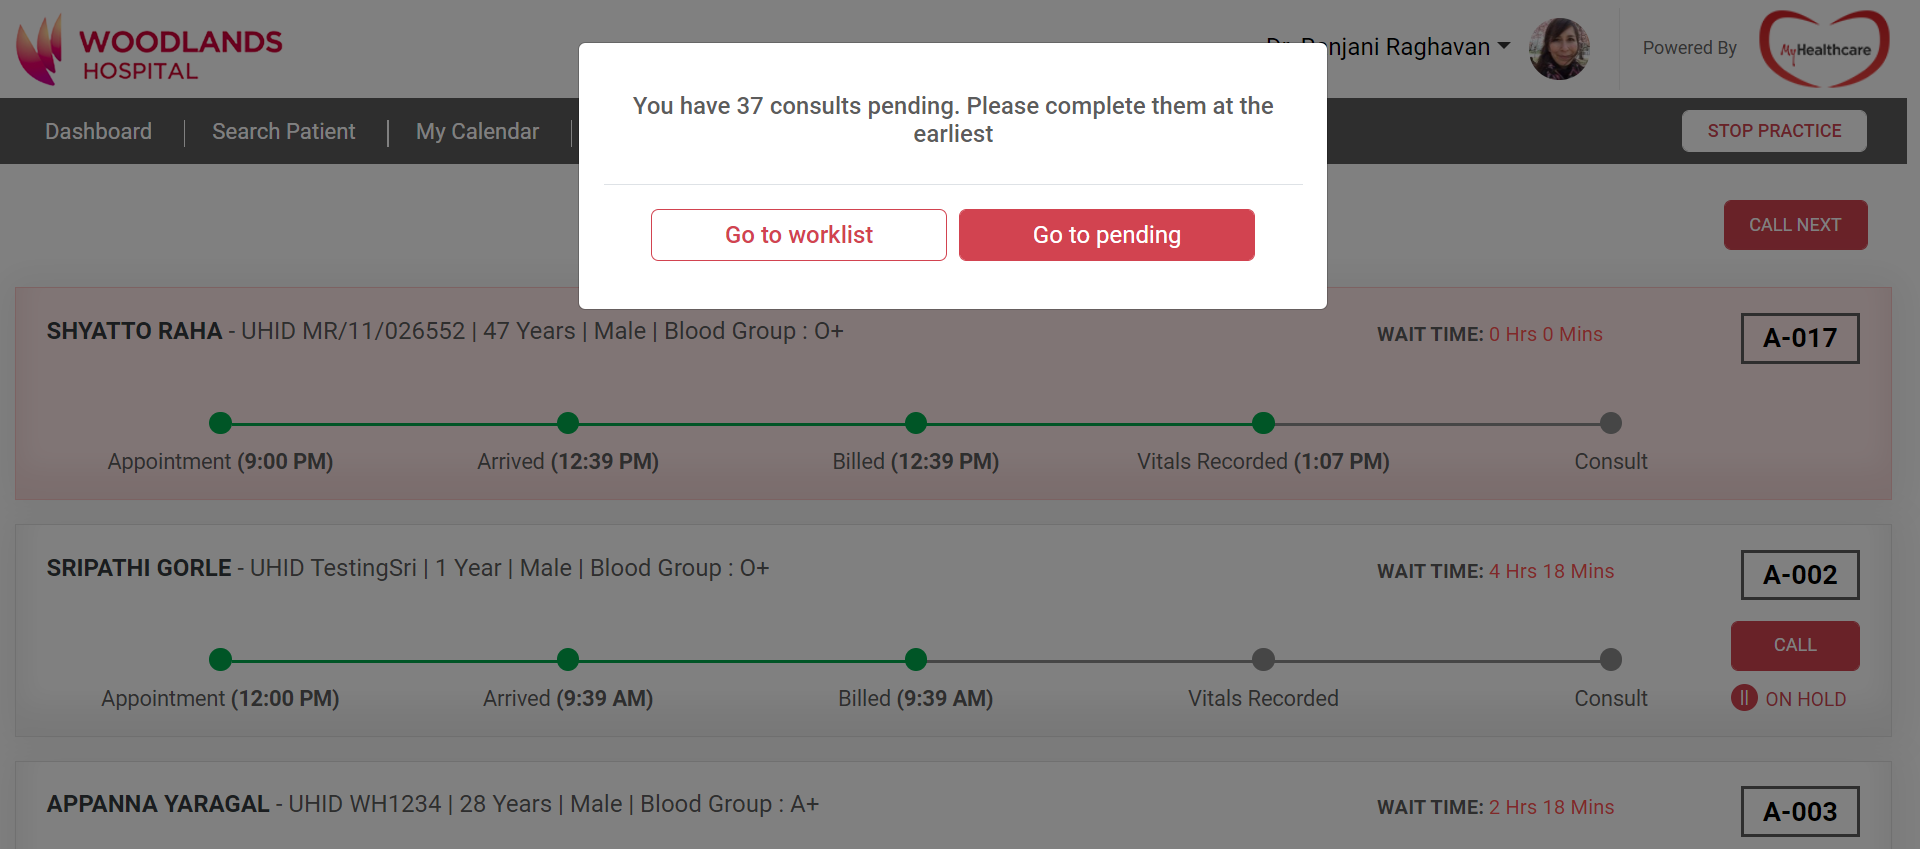 WOODLANDS
HOSPITAL
Raghavan
Powered By
MyHealthcare
Dashboard
Search Patient
My Calendar
STOP PRACTICE
You have 37 consults pending. Please complete them at the
earliest
Go to worklist
Go to pending
CALL NEXT
SHYATTO RAHA - UHID MR/11/026552 | 47 Years | Male | Blood Group : O+
WAIT TIME: 0 Hrs 0 Mins
A-017
Appointment (9:00 PM)
Arrived (12:39 PM)
Billed (12:39 PM)
Vitals Recorded (1:07 PM)
Consult
SRIPATHI GORLE - UHID TestingSri | 1 Year | Male | Blood Group : O+
WAIT TIME: 4 Hrs 18 Mins
A-002
CALL
Appointment (12:00 PM)
Arrived (9:39 AM)
Billed (9:39 AM)
Vitals Recorded
Consult
ON HOLD
APPANNA YARAGAL - UHID WH1234 | 28 Years | Male | Blood Group : A+
WAIT TIME: 2 Hrs 18 Mins
A-003